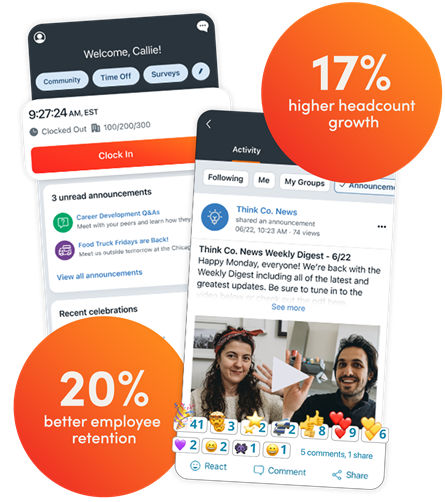 Welcome, Callie!
Community
Time Off
Surveys
9:27:24 AM, EST
Clocked Out
100/200/300
Clock In
3 unread announcements
Career Development Q&As
Meet with your peers and learn how they
Food Truck Fridays are Back!
Meet us outside tomorrow at the Chicag
View all announcements
Recent celebrations
17%
higher headcount
growth
Activity
Following
Me
My Groups
Announceme
Think Co. News
shared an announcement
06/22, 10:23 AM · 74 views
Think Co. News Weekly Digest - 6/22
Happy Monday, everyone! We're back with the
Weekly Digest including all of the latest and
greatest updates. Be sure to tune in to the
See more
20%
better employee
retention
41
3
2
2
8
9
6
2
2
1
1
5 comments, 1 share
React
Comment
Share